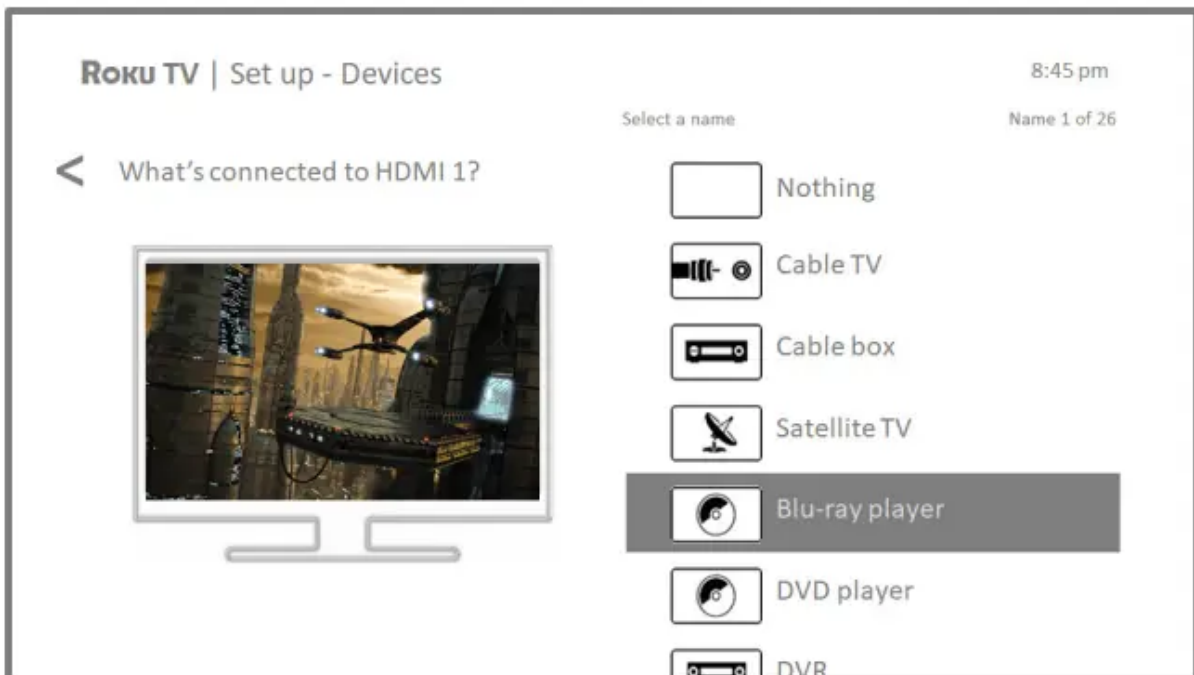 ROKU TV | Set up - Devices
8:45 pm
Select a name
Name 1 of 26
< What's connected to HDMI 1?
Nothing
Cable TV
Cable box
Satellite TV
Blu-ray player
DVD player
DVR